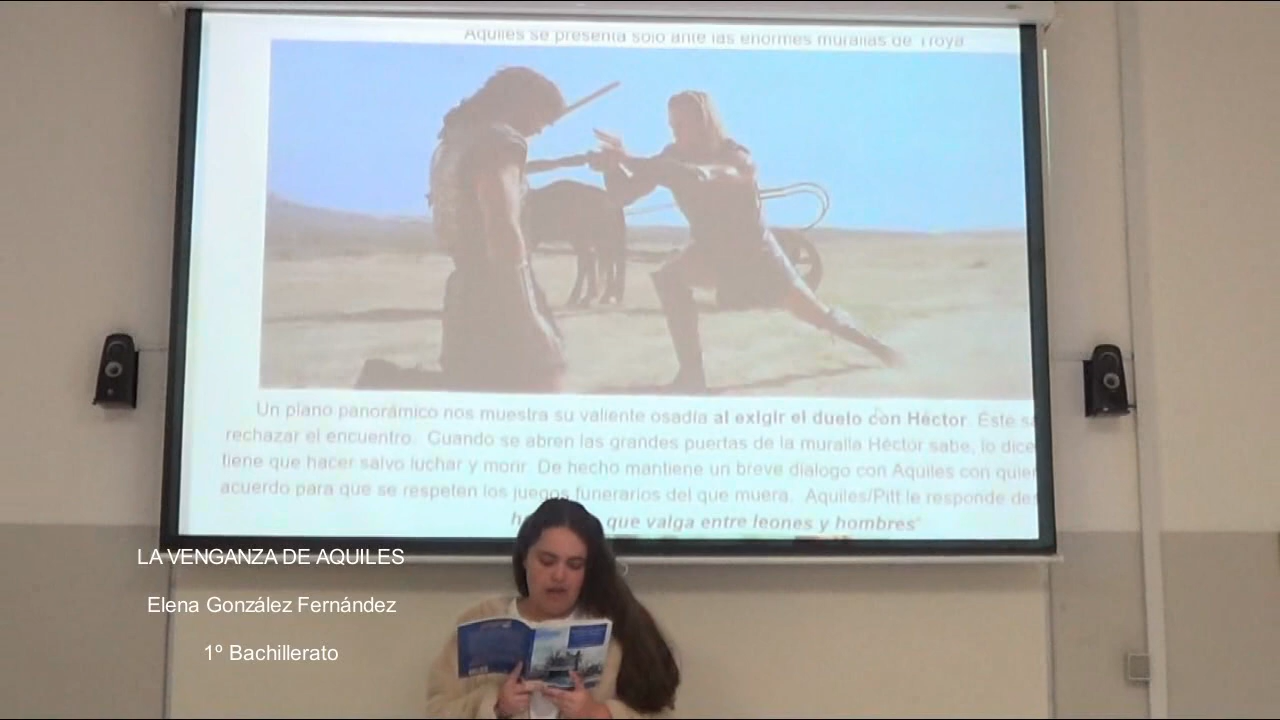 Aquiles se presenta solo ante las enormes murallas de Troya
Un plano panorámico nos muestra su valiente osadía al exigir el duelo con Héctor. Éste sa
rechazar el encuentro. Cuando se abren las grandes puertas de la muralla Héctor sabe, lo dice
tiene que hacer salvo luchar y morir. De hecho mantiene un breve dialogo con Aquiles con quien
acuerdo para que se respeten los juegos funerarios del que muera. Aquiles/Pitt le responde des
que valga entre leones y hombres"
LA VENGANZA DE AQUILES
Elena González Fernández
1º Bachillerato